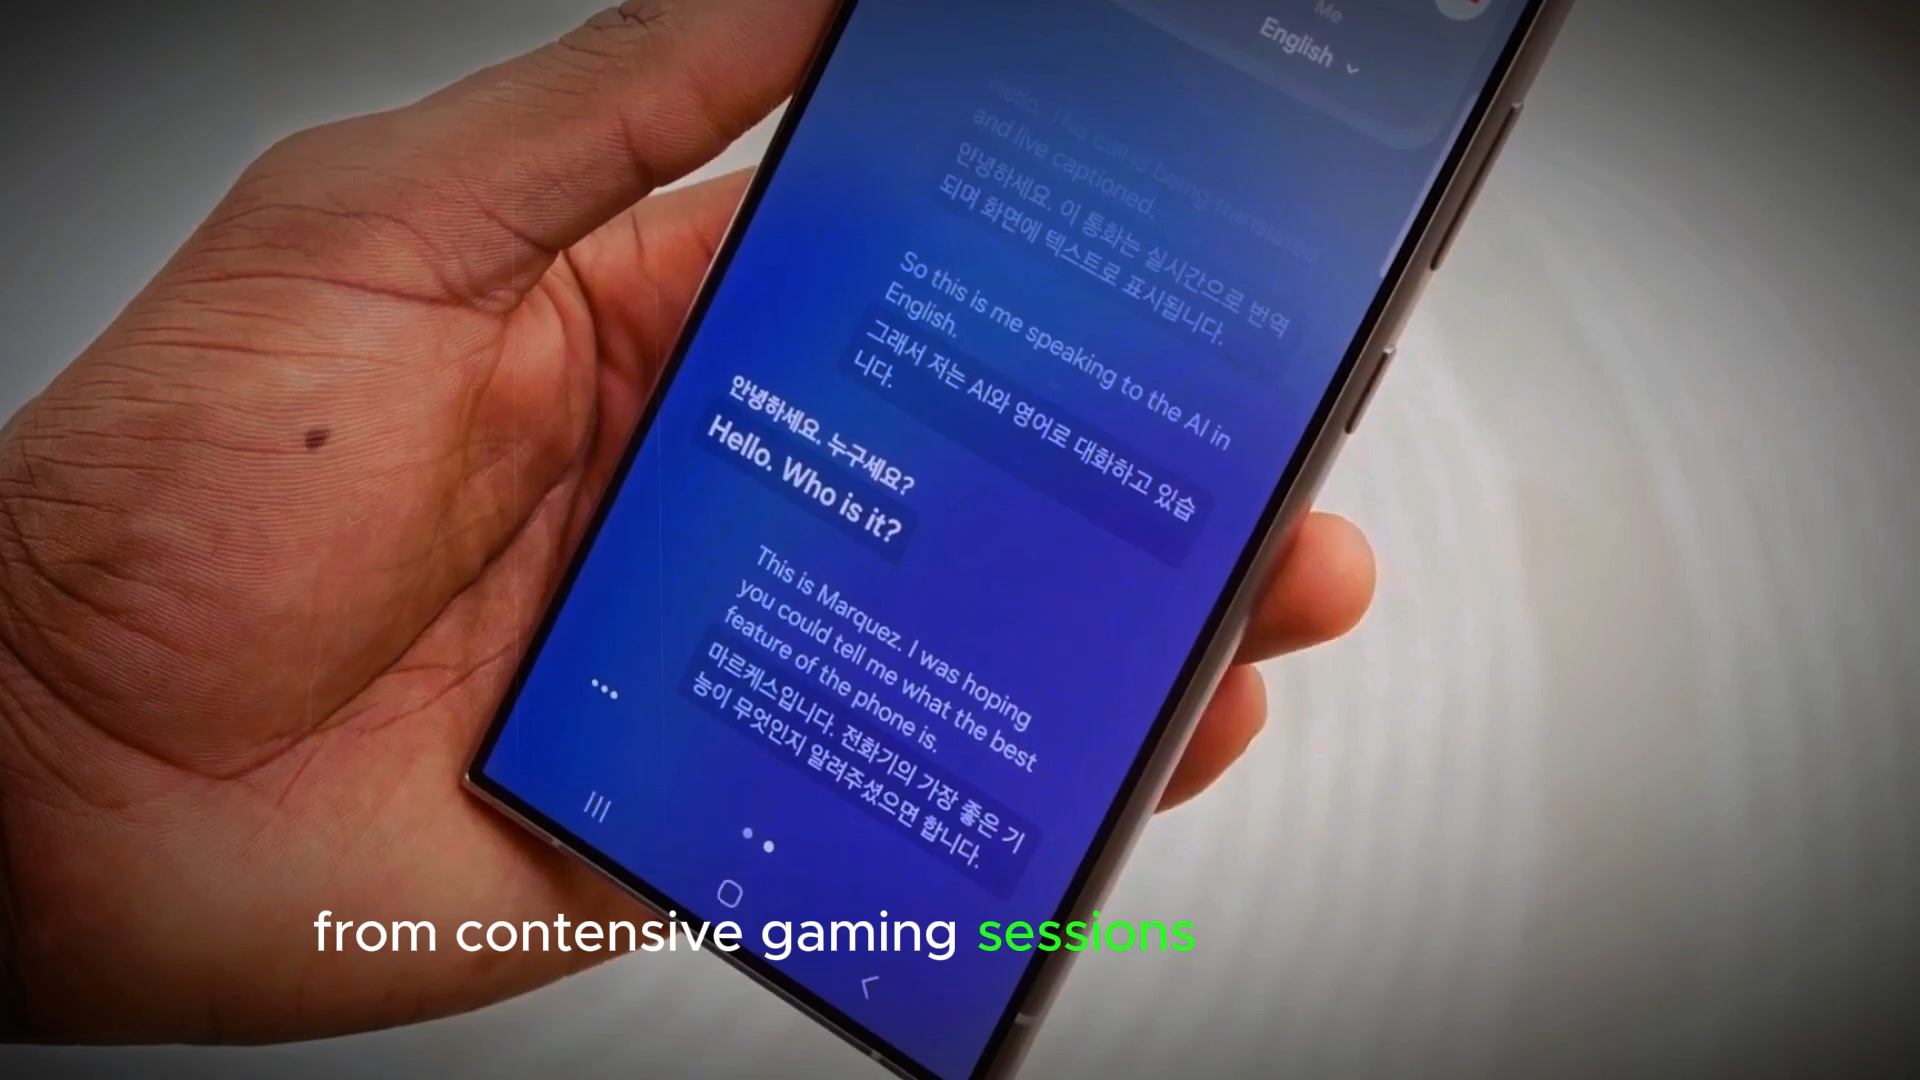 Me
English
Hello. This call is being translated
and live captioned.
안녕하세요. 이 통화는 실시간으로 번역
되며 화면에 텍스트로 표시됩니다.
So this is me speaking to the AI in
English.
그래서 저는 AI와 영어로 대화하고 있습
니다.
안녕하세요. 누구세요?
Hello. Who is it?
This is Marquez. I was hoping
you could tell me what the best
feature of the phone is.
마르케스입니다. 전화기의 가장 좋은 기
능이 무엇인지 알려주셨으면 합니다.
from contensive gaming sessions